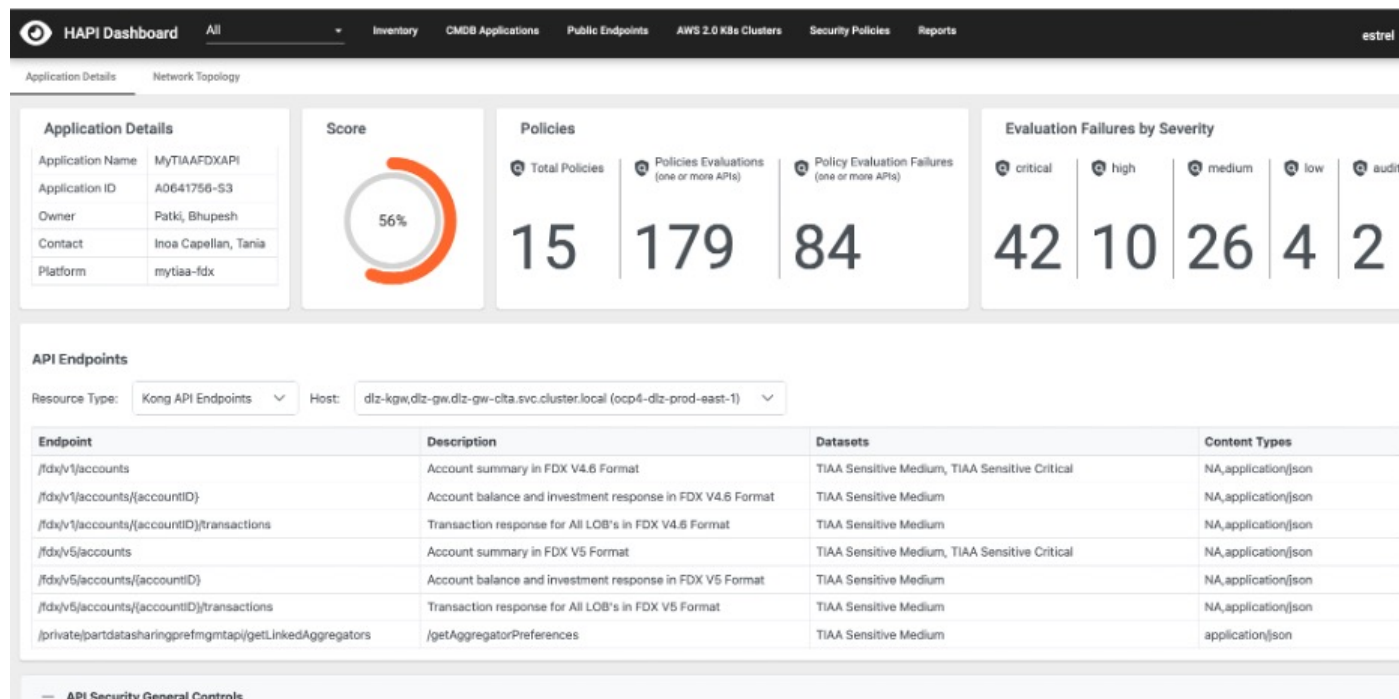 HAPI Dashboard All Inventory CMDB Applications Public Endpoints AWS 2.0 K8s Clusters Security Policies Reports estrel
Application Details Network Topology
Application Details
Application Name MyTIAAFDXAPI
Application ID A0641756-S3
Owner Patki, Bhupesh
Contact Inoa Capellan, Tania
Platform mytiaa-fdx
Score
56%
Policies
Total Policies
15
Policies Evaluations
(one or more APIs)
179
Policy Evaluation Failures
(one or more APIs)
84
Evaluation Failures by Severity
critical high medium low audit
42 10 26 4 2
API Endpoints
Resource Type: Kong API Endpoints Host: dlz-kgw,dlz-gw.dlz-gw-clta.svc.cluster.local (ocp4-dlz-prod-east-1)
Endpoint Description Datasets Content Types
/fdx/v1/accounts Account summary in FDX V4.6 Format TIAA Sensitive Medium, TIAA Sensitive Critical NA,application/json
/fdx/v1/accounts/{accountID} Account balance and investment response in FDX V4.6 Format TIAA Sensitive Medium NA,application/json
/fdx/v1/accounts/{accountID}/transactions Transaction response for All LOB's in FDX V4.6 Format TIAA Sensitive Medium NA,application/json
/fdx/v5/accounts Account summary in FDX V5 Format TIAA Sensitive Medium, TIAA Sensitive Critical NA,application/json
/fdx/v5/accounts/{accountID} Account balance and investment response in FDX V5 Format TIAA Sensitive Medium NA,application/json
/fdx/v5/accounts/{accountID}/transactions Transaction response for All LOB's in FDX V5 Format TIAA Sensitive Medium NA,application/json
/private/partdatasharingprefmgmtapi/getLinkedAggregators /getAggregatorPreferences TIAA Sensitive Medium application/json
API Security General Controls